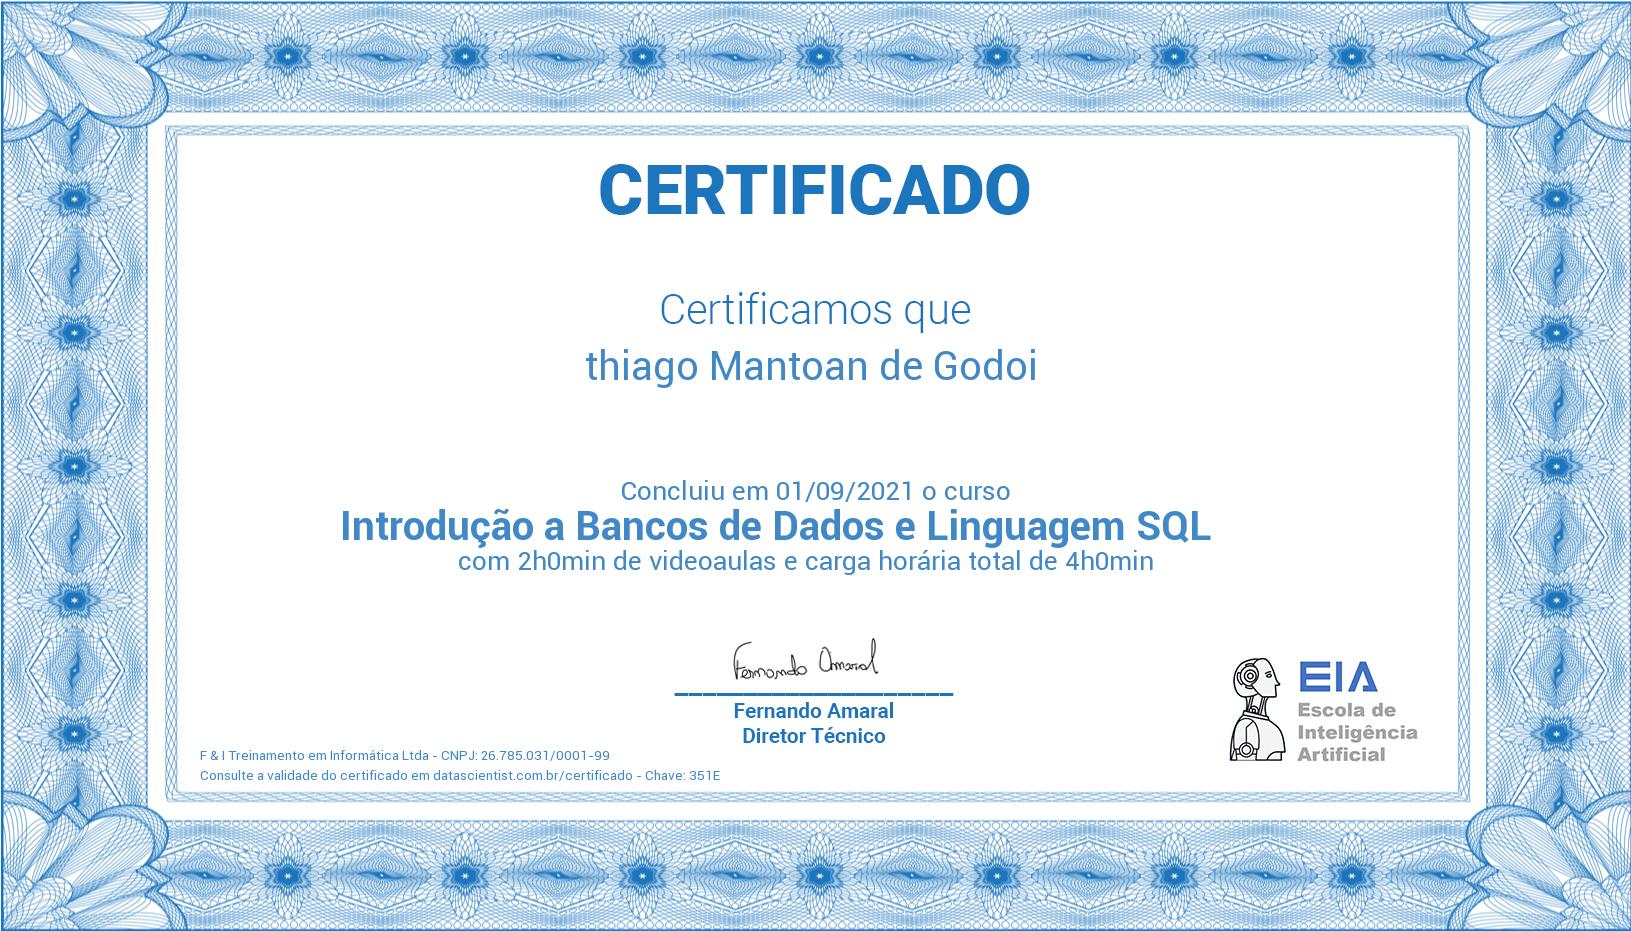 CERTIFICADO
Certificamos que
thiago Mantoan de Godoi
Concluiu em 01/09/2021 o curso
Introdução a Bancos de Dados e Linguagem SQL
com 2h0min de videoaulas e carga horária total de 4h0min
Fernando Amaral
Fernando Amaral
Diretor Técnico
EIA
Escola de
Inteligência
Artificial
F & I Treinamento em Informática Ltda - CNPJ: 26.785.031/0001-99
Consulte a validade do certificado em datascientist.com.br/certificado - Chave: 351E